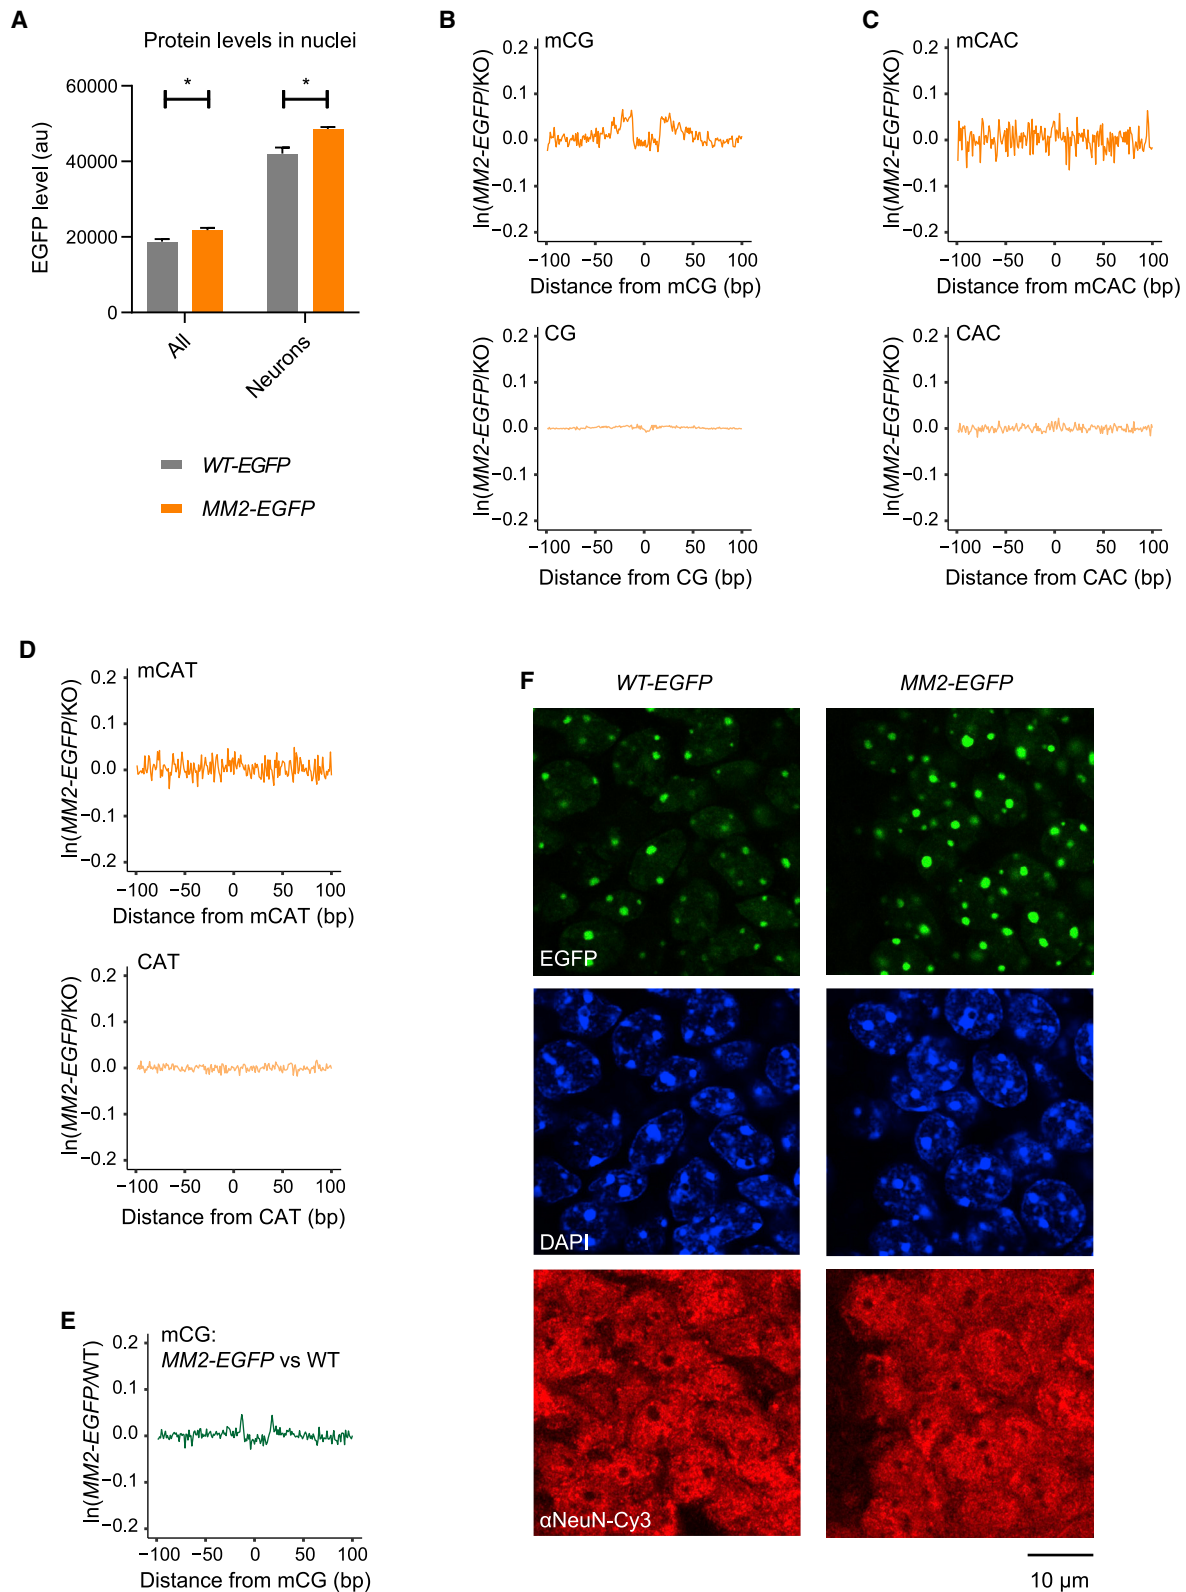 A
Protein levels in nuclei
EGFP level (au)
60000
40000
20000
0
*
*
All
Neurons
WT-EGFP
MM2-EGFP
B
mCG
ln(MM2-EGFP/KO)
0.2
0.1
0.0
−0.1
−0.2
−100 −50 0 50 100
Distance from mCG (bp)
CG
ln(MM2-EGFP/KO)
0.2
0.1
0.0
−0.1
−0.2
−100 −50 0 50 100
Distance from CG (bp)
C
mCAC
ln(MM2-EGFP/KO)
0.2
0.1
0.0
−0.1
−0.2
−100 −50 0 50 100
Distance from mCAC (bp)
CAC
ln(MM2-EGFP/KO)
0.2
0.1
0.0
−0.1
−0.2
−100 −50 0 50 100
Distance from CAC (bp)
D
mCAT
ln(MM2-EGFP/KO)
0.2
0.1
0.0
−0.1
−0.2
−100 −50 0 50 100
Distance from mCAT (bp)
CAT
ln(MM2-EGFP/KO)
0.2
0.1
0.0
−0.1
−0.2
−100 −50 0 50 100
Distance from CAT (bp)
E
mCG:
MM2-EGFP vs WT
ln(MM2-EGFP/WT)
0.2
0.1
0.0
−0.1
−0.2
−100 −50 0 50 100
Distance from mCG (bp)
F
WT-EGFP
MM2-EGFP
EGFP
DAPI
αNeuN-Cy3
10 μm